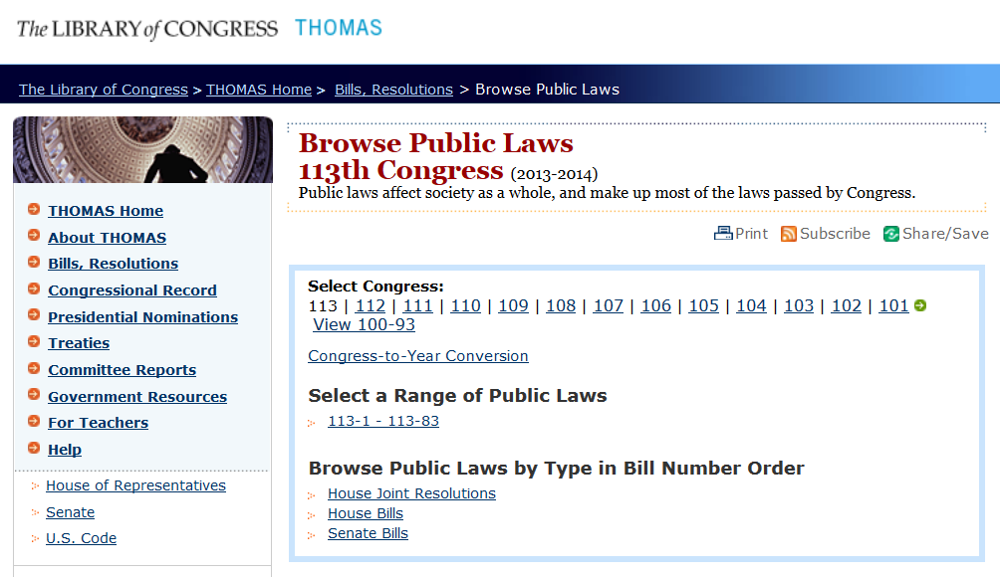 The LIBRARY of CONGRESS THOMAS
The Library of Congress > THOMAS Home > Bills, Resolutions > Browse Public Laws
THOMAS Home
About THOMAS
Bills, Resolutions
Congressional Record
Presidential Nominations
Treaties
Committee Reports
Government Resources
For Teachers
Help
House of Representatives
Senate
U.S. Code
Browse Public Laws
113th Congress (2013-2014)
Public laws affect society as a whole, and make up most of the laws passed by Congress.
Print Subscribe Share/Save
Select Congress:
113 | 112 | 111 | 110 | 109 | 108 | 107 | 106 | 105 | 104 | 103 | 102 | 101
View 100-93
Congress-to-Year Conversion
Select a Range of Public Laws
113-1 - 113-83
Browse Public Laws by Type in Bill Number Order
House Joint Resolutions
House Bills
Senate Bills